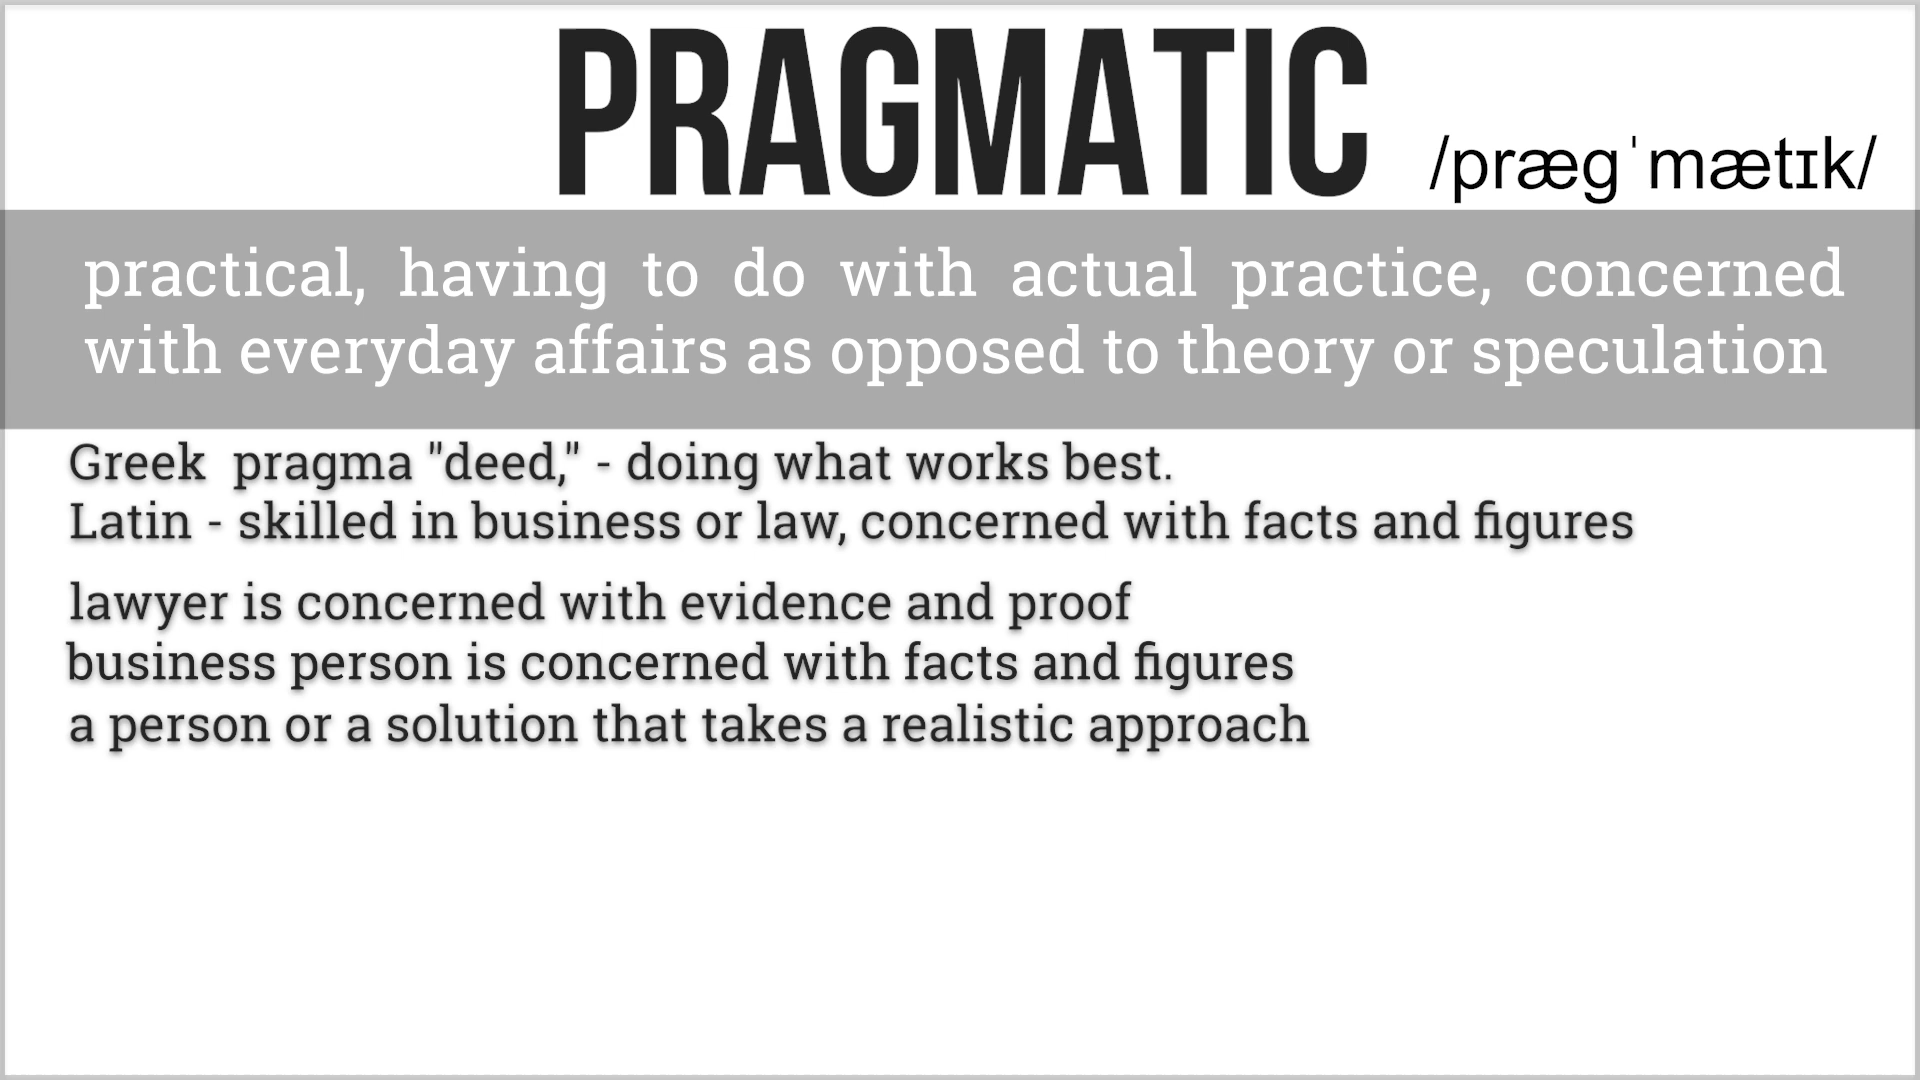 PRAGMATIC /prægˈmætɪk/
practical, having to do with actual practice, concerned
with everyday affairs as opposed to theory or speculation
Greek pragma "deed," - doing what works best.
Latin - skilled in business or law, concerned with facts and figures
lawyer is concerned with evidence and proof
business person is concerned with facts and figures
a person or a solution that takes a realistic approach